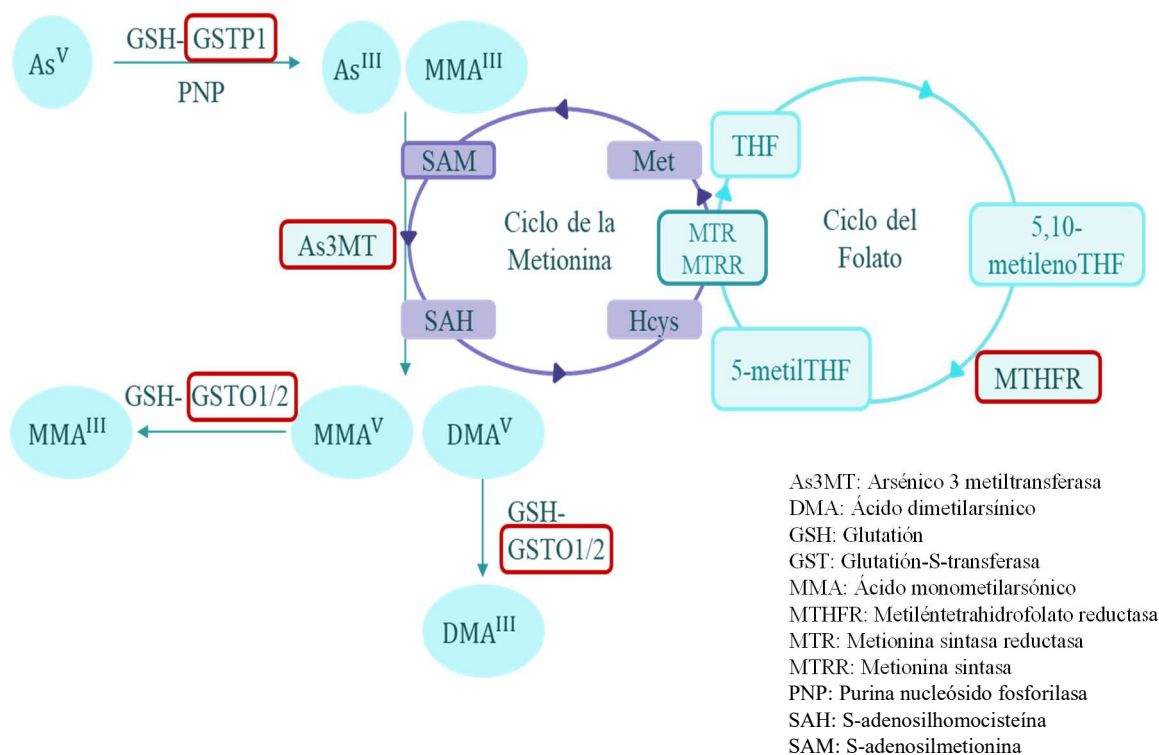 As^V
GSH- GSTP1
PNP
As^III
MMA^III
SAM
Met
THF
As3MT
Ciclo de la
Metionina
MTR
MTRR
Ciclo del
Folato
5,10-
metilenoTHF
SAH
Hcys
5-metilTHF
MTHFR
GSH- GSTO1/2
MMA^III
MMA^V
DMA^V
GSH-
GSTO1/2
DMA^III
As3MT: Arsénico 3 metiltransferasa
DMA: Ácido dimetilarsínico
GSH: Glutatión
GST: Glutatión-S-transferasa
MMA: Ácido monometilarsónico
MTHFR: Metiléntetrahidrofolato reductasa
MTR: Metionina sintasa reductasa
MTRR: Metionina sintasa
PNP: Purina nucleósido fosforilasa
SAH: S-adenosilhomocisteína
SAM: S-adenosilmetionina